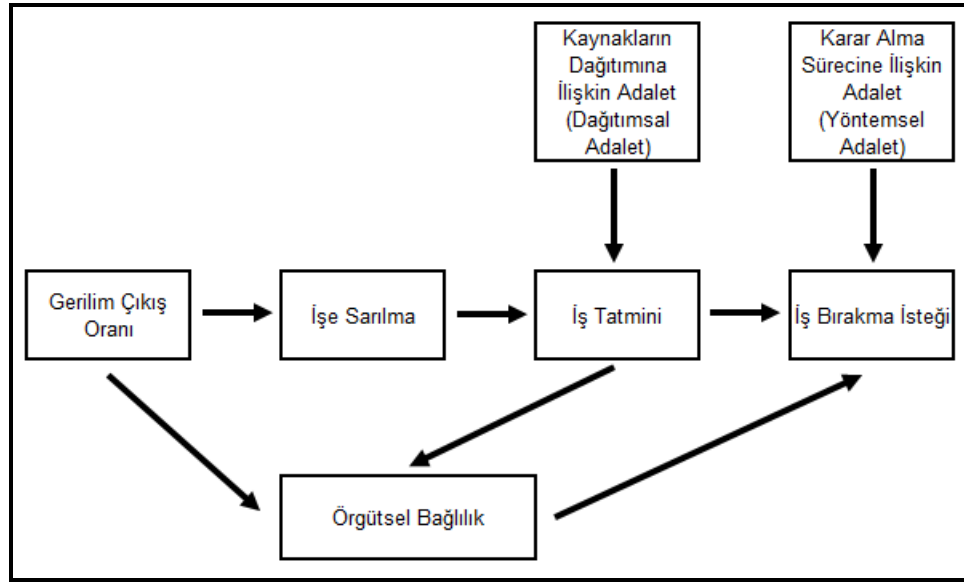 Kaynakların
Dağıtımına
İlişkin Adalet
(Dağıtımsal
Adalet)
Karar Alma
Sürecine İlişkin
Adalet
(Yöntemsel
Adalet)
Gerilim Çıkış
Oranı
İşe Sarılma
İş Tatmini
İş Bırakma İsteği
Örgütsel Bağlılık